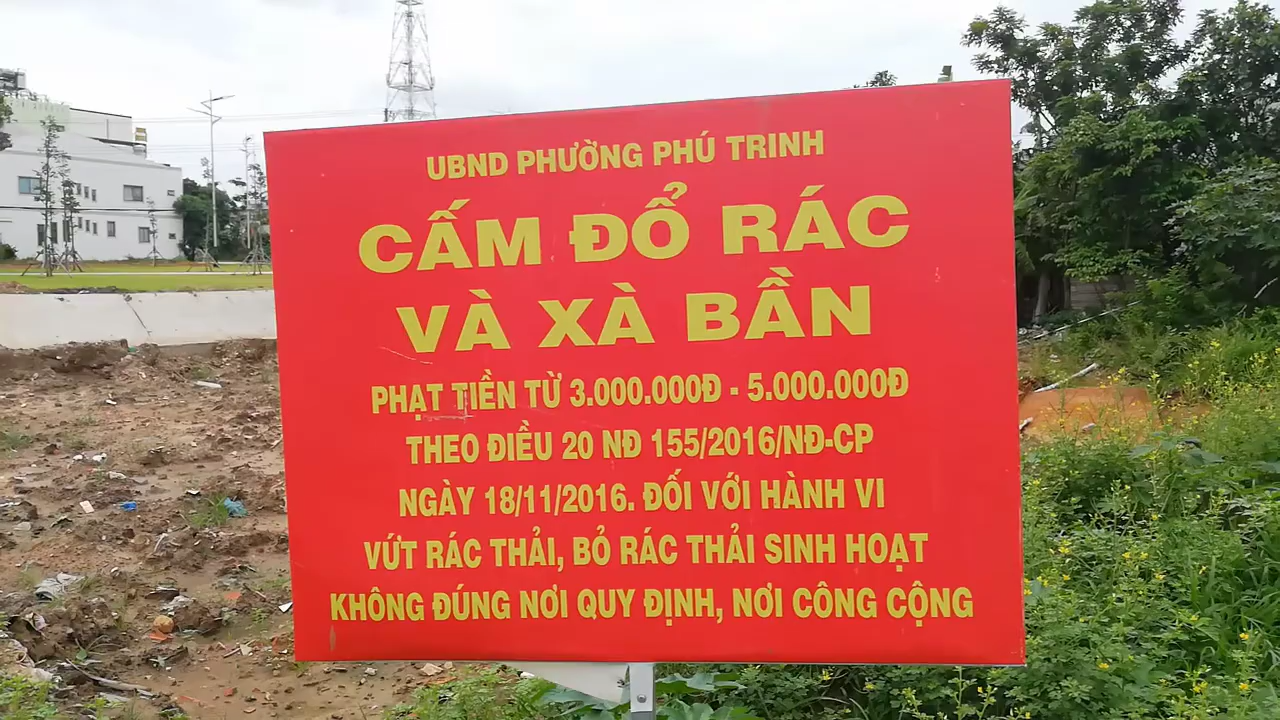 UBND PHƯỜNG PHÚ TRINH
CẤM ĐỔ RÁC
VÀ XÀ BẦN
PHẠT TIỀN TỪ 3.000.000Đ - 5.000.000Đ
THEO ĐIỀU 20 NĐ 155/2016/NĐ-CP
NGÀY 18/11/2016. ĐỐI VỚI HÀNH VI
VỨT RÁC THẢI, BỎ RÁC THẢI SINH HOẠT
KHÔNG ĐÚNG NƠI QUY ĐỊNH, NƠI CÔNG CỘNG